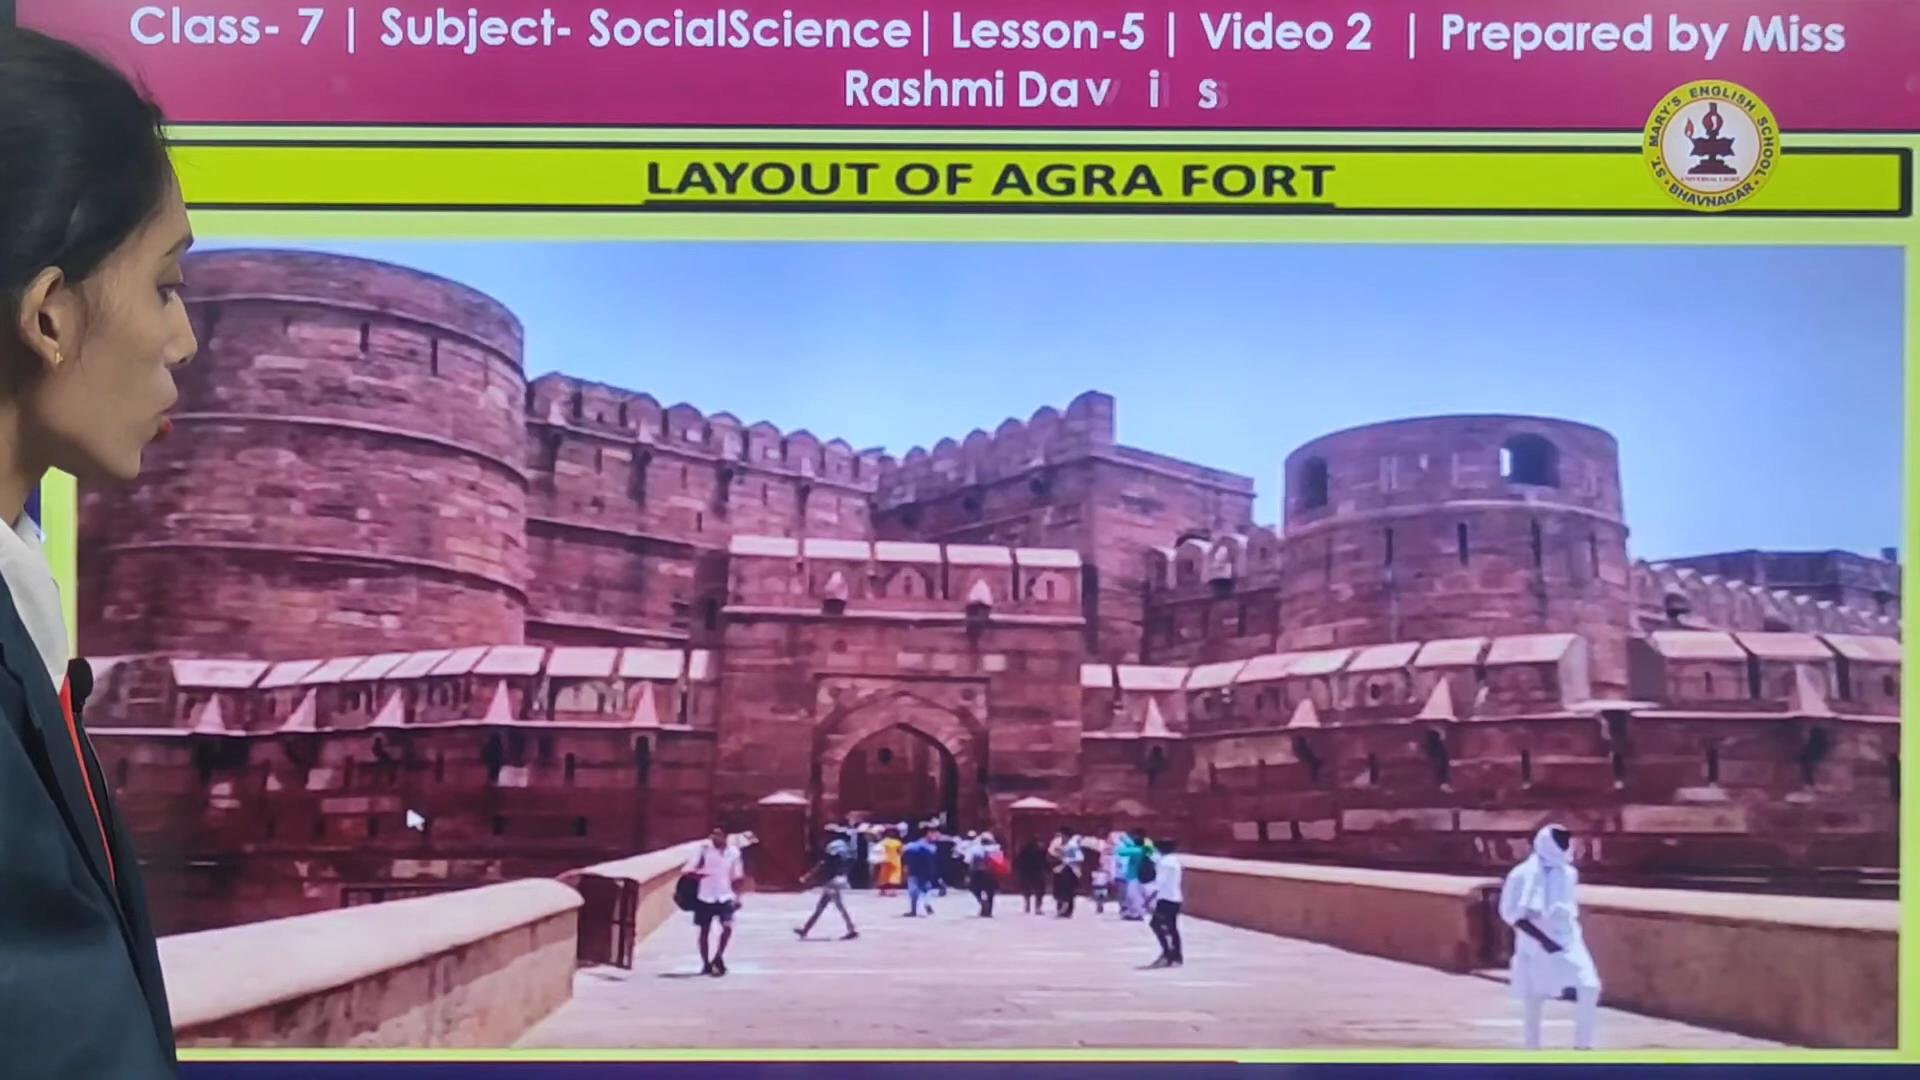 Class- 7 | Subject- SocialScience| Lesson-5 | Video 2 | Prepared by Miss
Rashmi Dav i s
ST. MARY'S ENGLISH SCHOOL
BHAVNAGAR
LAYOUT OF AGRA FORT